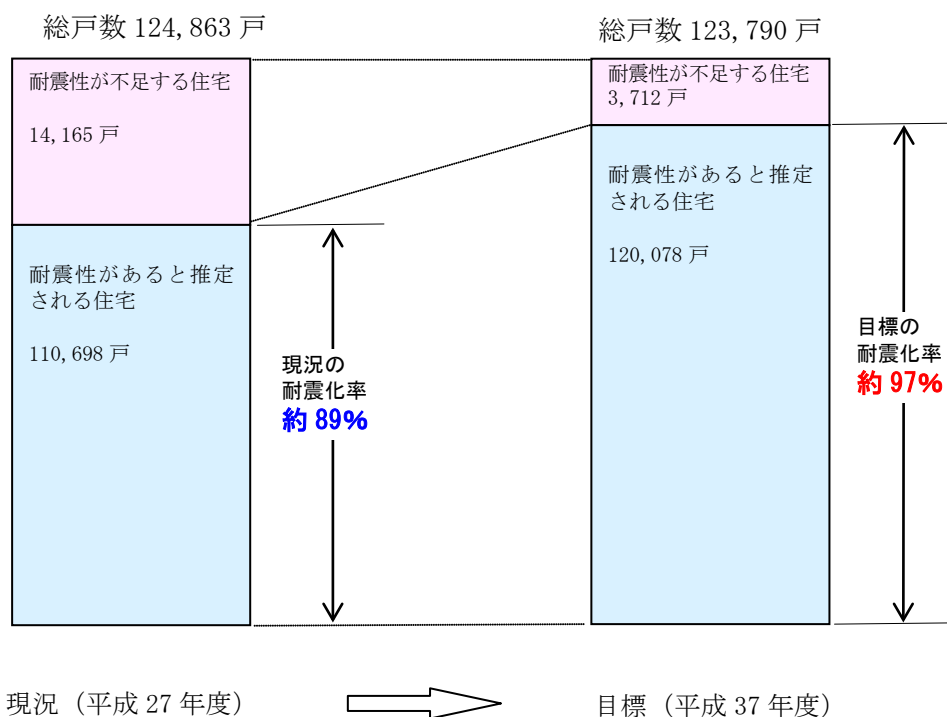 総戸数 124,863 戸
耐震性が不足する住宅
14,165 戸
耐震性があると推定
される住宅
110,698 戸
現況の
耐震化率
約 89%
総戸数 123,790 戸
耐震性が不足する住宅
3,712 戸
耐震性があると推定
される住宅
120,078 戸
目標の
耐震化率
約 97%
現況（平成 27 年度）
目標（平成 37 年度）